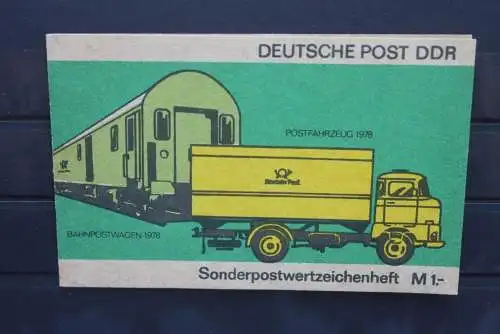 DEUTSCHE POST DDR
POSTFAHRZEUG 1978
Deutsche Post
BAHNPOSTWAGEN 1978
Sonderpostwertzeichenheft M 1,-